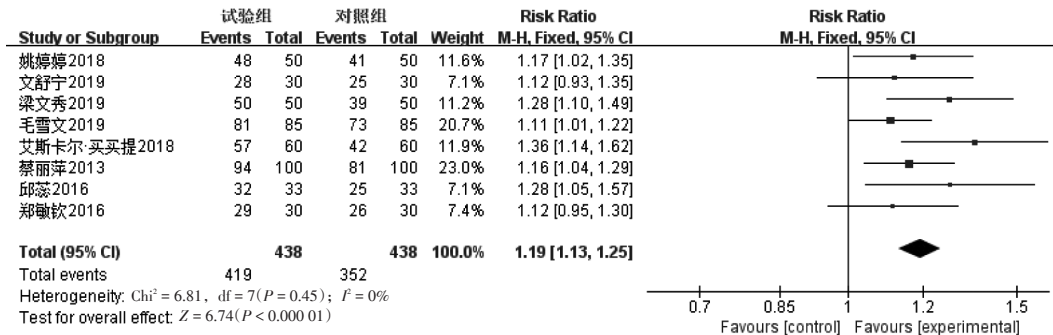 试验组 对照组 Risk Ratio Risk Ratio
Study or Subgroup Events Total Events Total Weight M-H, Fixed, 95% CI M-H, Fixed, 95% CI
姚婷婷2018 48 50 41 50 11.6% 1.17 [1.02, 1.35]
文舒宁2019 28 30 25 30 7.1% 1.12 [0.93, 1.35]
梁文秀2019 50 50 39 50 11.2% 1.28 [1.10, 1.49]
毛雪文2019 81 85 73 85 20.7% 1.11 [1.01, 1.22]
艾斯卡尔·买买提2018 57 60 42 60 11.9% 1.36 [1.14, 1.62]
蔡丽萍2013 94 100 81 100 23.0% 1.16 [1.04, 1.29]
邱蕊2016 32 33 25 33 7.1% 1.28 [1.05, 1.57]
郑敏钦2016 29 30 26 30 7.4% 1.12 [0.95, 1.30]
Total (95% CI) 438 438 100.0% 1.19 [1.13, 1.25]
Total events 419 352
Heterogeneity: Chi² = 6.81, df = 7(P = 0.45); I² = 0%
Test for overall effect: Z = 6.74(P < 0.000 01)
0.7 0.85 1 1.2 1.5
Favours [control] Favours [experimental]